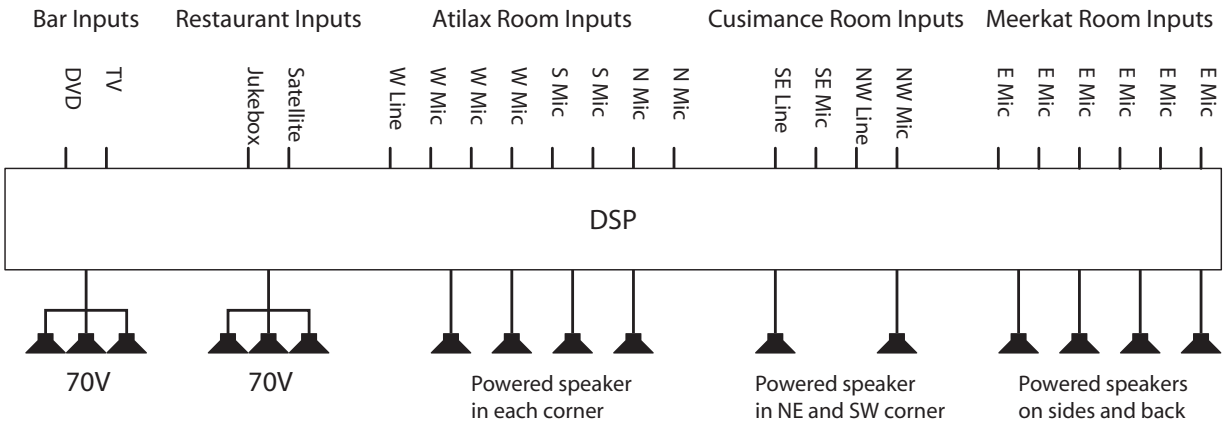 Bar Inputs
Restaurant Inputs
Atilax Room Inputs
Cusimance Room Inputs
Meerkat Room Inputs
DVD
TV
Jukebox
Satellite
W Line
W Mic
W Mic
W Mic
S Mic
S Mic
N Mic
N Mic
SE Line
SE Mic
NW Line
NW Mic
E Mic
E Mic
E Mic
E Mic
E Mic
E Mic
DSP
70V
70V
Powered speaker
in each corner
Powered speaker
in NE and SW corner
Powered speakers
on sides and back